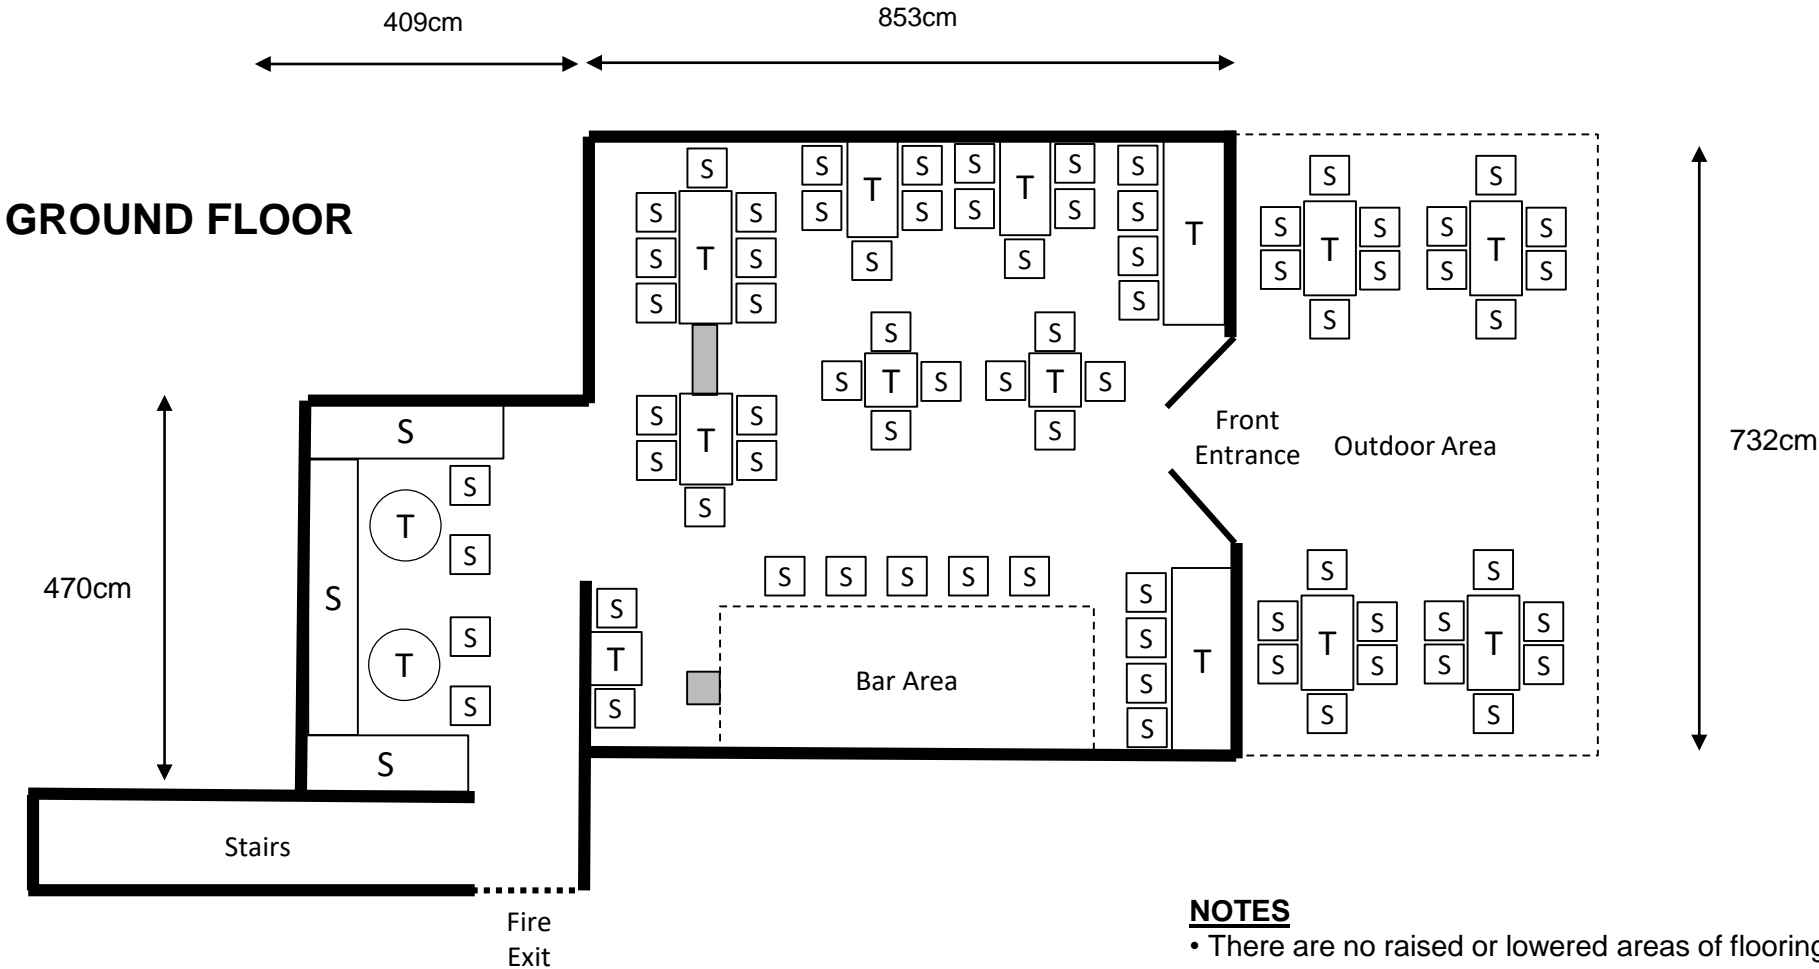 409cm
853cm
GROUND FLOOR
S S S S S S
S
S T S S T S S T S S T
S S
S T S S S S
S S S
S S
S T S S T S
S S
S S
S T S
S
S
S S S S S
S
S T
S
S
T S
S
S
S
T S
S
T
S
S
S
S
S
T
S
S
S T S S T S
S S S S
S
S
S
S
S T S S T S
S S S S
S
S
Front
Entrance
Outdoor Area
732cm
470cm
Bar Area
Stairs
Fire
Exit
NOTES
• There are no raised or lowered areas of flooring